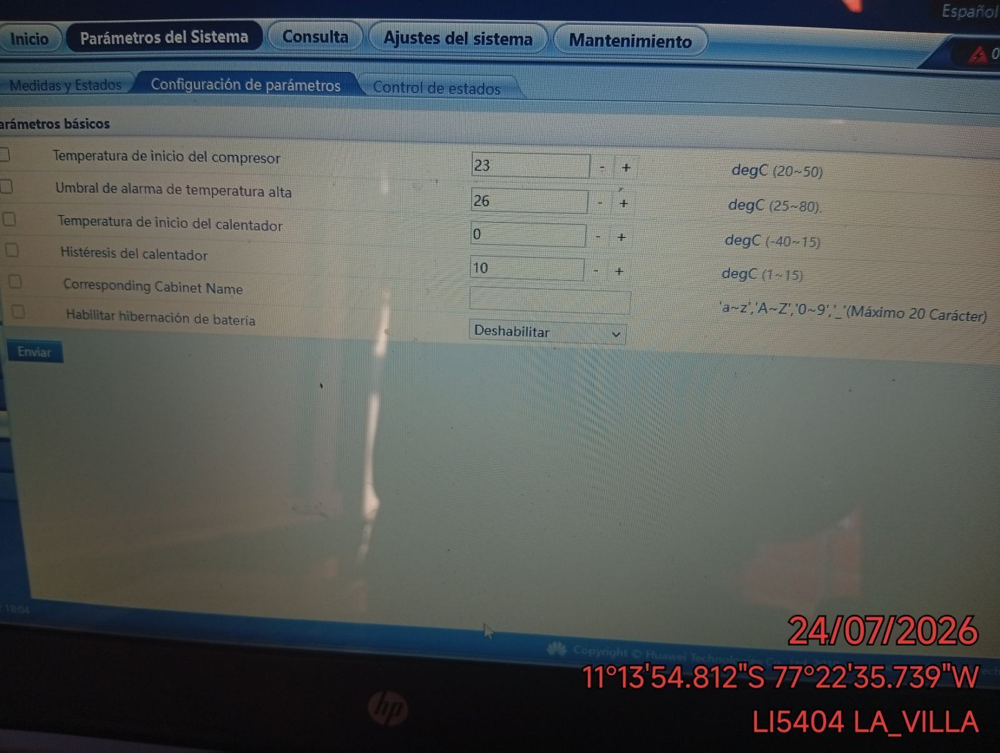 Español
Inicio Parámetros del Sistema Consulta Ajustes del sistema Mantenimiento 0
Medidas y Estados Configuración de parámetros Control de estados
arámetros básicos
Temperatura de inicio del compresor 23 - + degC (20~50)
Umbral de alarma de temperatura alta 26 - + degC (25~80).
Temperatura de inicio del calentador 0 - + degC (-40~15)
Histéresis del calentador 10 - + degC (1~15)
Corresponding Cabinet Name 'a~z','A~Z','0~9','_'(Máximo 20 Carácter)
Habilitar hibernación de batería Deshabilitar
Enviar
18:04
Copyright © Huawei Technologies Co., Ltd.
hp
24/07/2026
11°13'54.812"S 77°22'35.739"W
LI5404 LA_VILLA